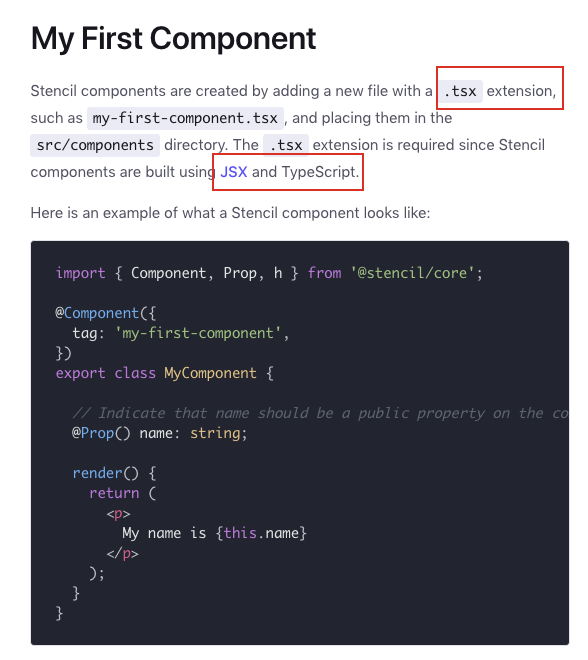 My First Component
Stencil components are created by adding a new file with a .tsx extension,
such as my-first-component.tsx, and placing them in the
src/components directory. The .tsx extension is required since Stencil
components are built using JSX and TypeScript.
Here is an example of what a Stencil component looks like:
import { Component, Prop, h } from '@stencil/core';
@Component({
  tag: 'my-first-component',
})
export class MyComponent {
  // Indicate that name should be a public property on the
  @Prop() name: string;
  render() {
    return (
      <p>
        My name is {this.name}
      </p>
    );
  }
}